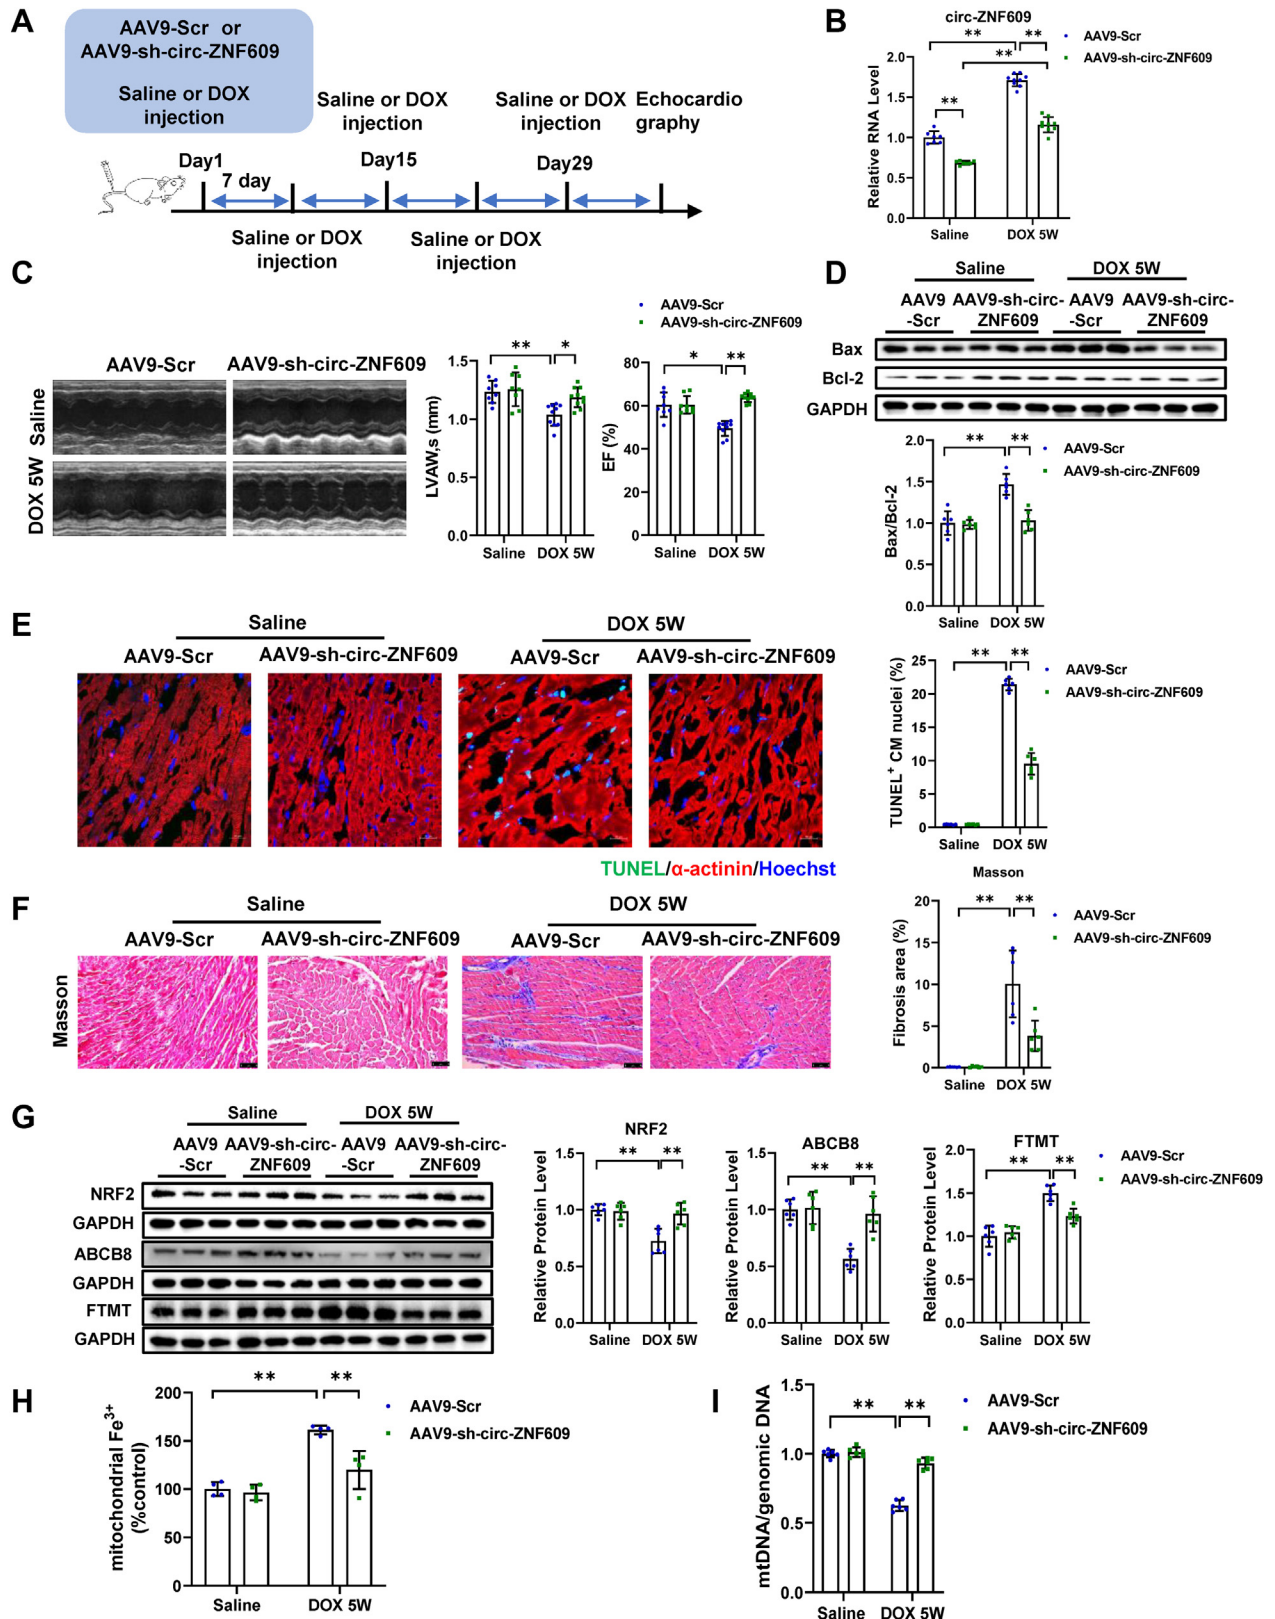 A
AAV9-Scr or
AAV9-sh-circ-ZNF609
Saline or DOX
injection
Saline or DOX
injection
Saline or DOX
injection
Echocardio
graphy
Day1
7 day
Day15
Day29
Saline or DOX
injection
Saline or DOX
injection
B
circ-ZNF609
** **
**
**
AAV9-Scr
AAV9-sh-circ-ZNF609
Relative RNA Level
2.0
1.5
1.0
0.5
0.0
Saline DOX 5W
C
AAV9-Scr AAV9-sh-circ-ZNF609
Saline
DOX 5W
AAV9-Scr
AAV9-sh-circ-ZNF609
LVAW,s (mm)
1.5
1.0
0.5
0.0
** *
Saline DOX 5W
EF (%)
80
60
40
20
0
* **
Saline DOX 5W
D
Saline DOX 5W
AAV9 AAV9-sh-circ- AAV9 AAV9-sh-circ-
-Scr ZNF609 -Scr ZNF609
Bax
Bcl-2
GAPDH
Bax/Bcl-2
2.0
1.5
1.0
0.5
0.0
** **
AAV9-Scr
AAV9-sh-circ-ZNF609
Saline DOX 5W
E
Saline DOX 5W
AAV9-Scr AAV9-sh-circ-ZNF609 AAV9-Scr AAV9-sh-circ-ZNF609
TUNEL/α-actinin/Hoechst
TUNEL+ CM nuclei (%)
25
20
15
10
5
0
** **
AAV9-Scr
AAV9-sh-circ-ZNF609
Saline DOX 5W
F
Saline DOX 5W
AAV9-Scr AAV9-sh-circ-ZNF609 AAV9-Scr AAV9-sh-circ-ZNF609
Masson
Masson
Fibrosis area (%)
20
15
10
5
0
** **
AAV9-Scr
AAV9-sh-circ-ZNF609
Saline DOX 5W
G
Saline DOX 5W
AAV9 AAV9-sh-circ- AAV9 AAV9-sh-circ-
-Scr ZNF609 -Scr ZNF609
NRF2
GAPDH
ABCB8
GAPDH
FTMT
GAPDH
NRF2
Relative Protein Level
1.5
1.0
0.5
0.0
** **
Saline DOX 5W
ABCB8
Relative Protein Level
1.5
1.0
0.5
0.0
** **
Saline DOX 5W
FTMT
Relative Protein Level
2.0
1.5
1.0
0.5
0.0
** **
Saline DOX 5W
AAV9-Scr
AAV9-sh-circ-ZNF609
H
mitochondrial Fe3+
(%control)
200
150
100
50
0
** **
AAV9-Scr
AAV9-sh-circ-ZNF609
Saline DOX 5W
I
mtDNA/genomic DNA
1.5
1.0
0.5
0.0
** **
AAV9-Scr
AAV9-sh-circ-ZNF609
Saline DOX 5W